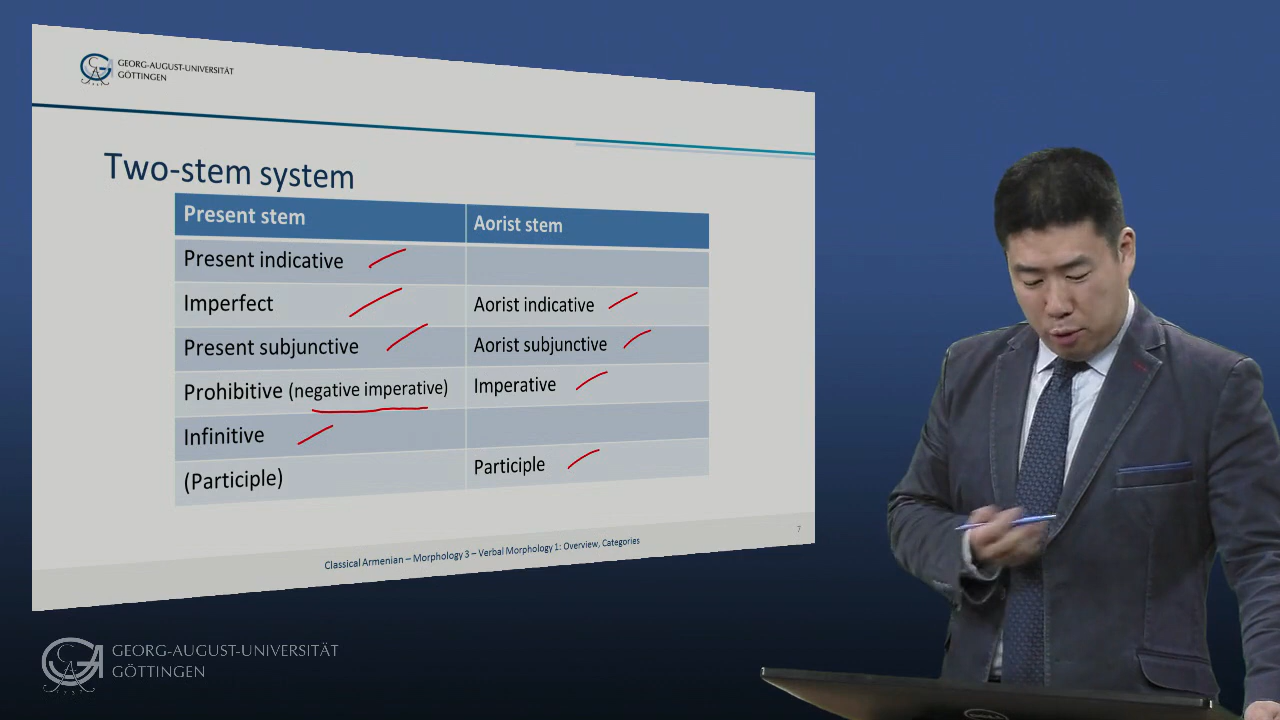 GEORG-AUGUST-UNIVERSITÄT
GÖTTINGEN
Two-stem system
Present stem
Aorist stem
Present indicative
Imperfect
Aorist indicative
Present subjunctive
Aorist subjunctive
Prohibitive (negative imperative)
Imperative
Infinitive
(Participle)
Participle
7
Classical Armenian – Morphology 3 – Verbal Morphology 1: Overview, Categories
GEORG-AUGUST-UNIVERSITÄT
GÖTTINGEN